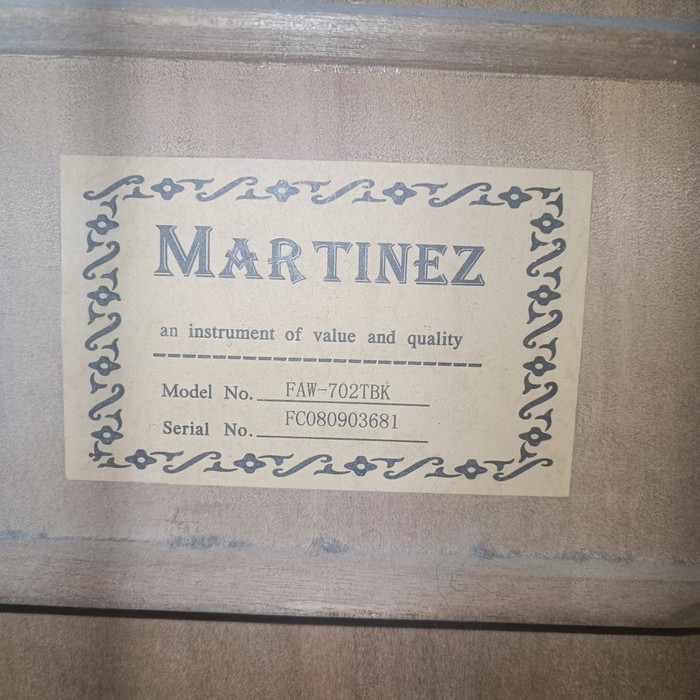 MARTINEZ
an instrument of value and quality
Model No. FAW-702TBK
Serial No. FC080903681